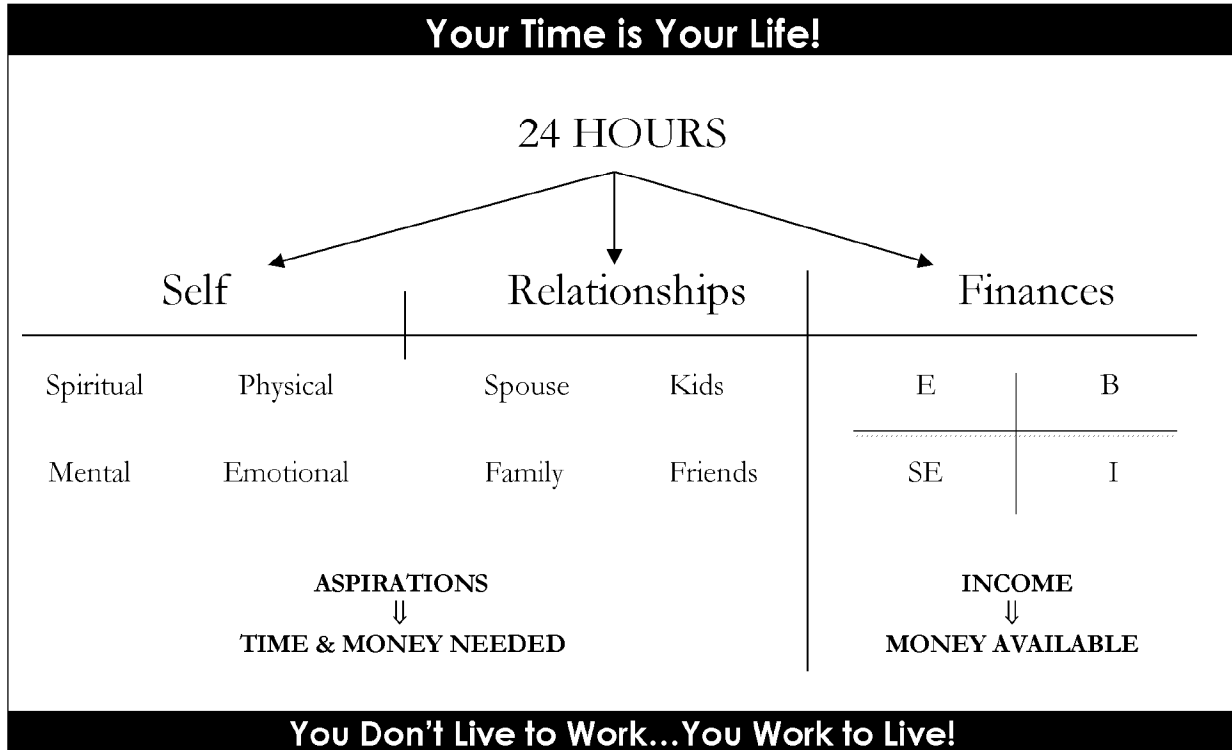 Your Time is Your Life!
24 HOURS
Self Relationships Finances
Spiritual Physical Spouse Kids E B
Mental Emotional Family Friends SE I
ASPIRATIONS INCOME
⇓ ⇓
TIME & MONEY NEEDED MONEY AVAILABLE
You Don't Live to Work...You Work to Live!